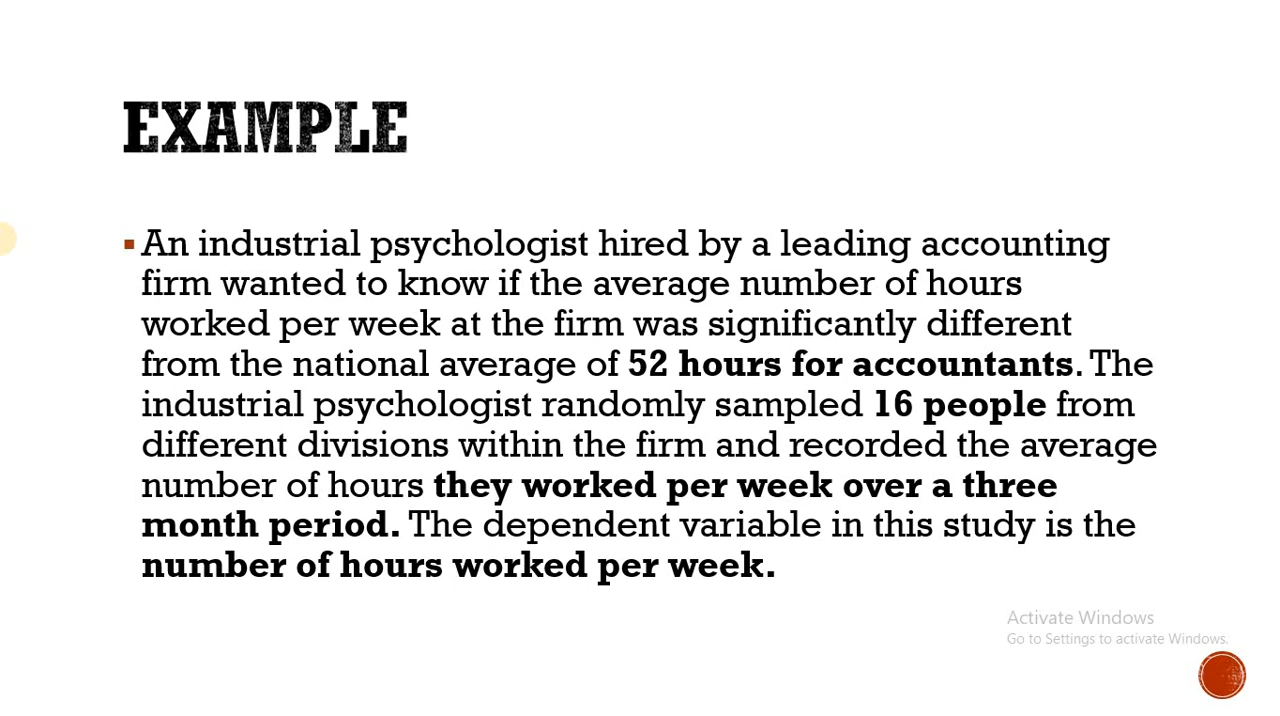 EXAMPLE
▪An industrial psychologist hired by a leading accounting
firm wanted to know if the average number of hours
worked per week at the firm was significantly different
from the national average of 52 hours for accountants. The
industrial psychologist randomly sampled 16 people from
different divisions within the firm and recorded the average
number of hours they worked per week over a three
month period. The dependent variable in this study is the
number of hours worked per week.
Activate Windows
Go to Settings to activate Windows.